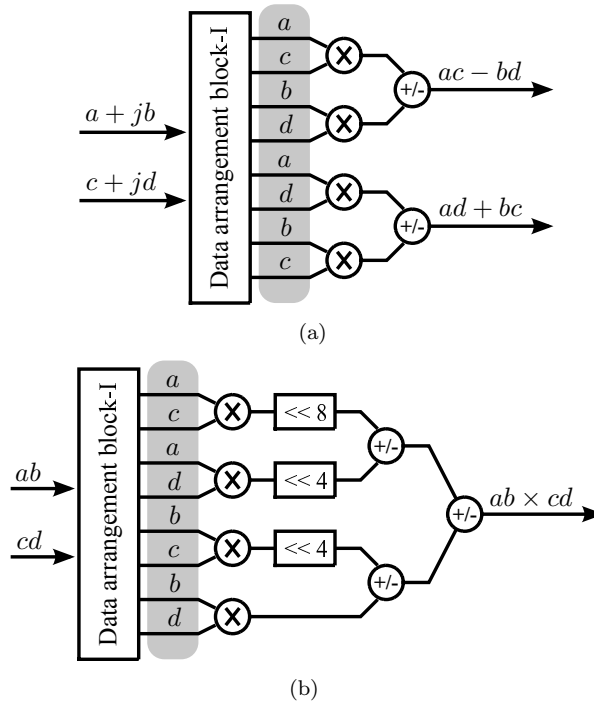 Data arrangement block-I
a
c
b
d
a
d
b
c
a + jb
c + jd
×
×
×
×
+/-
+/-
ac − bd
ad + bc
(a)
Data arrangement block-I
a
c
a
d
b
c
b
d
ab
cd
×
×
×
×
<< 8
<< 4
<< 4
+/-
+/-
+/-
ab × cd
(b)